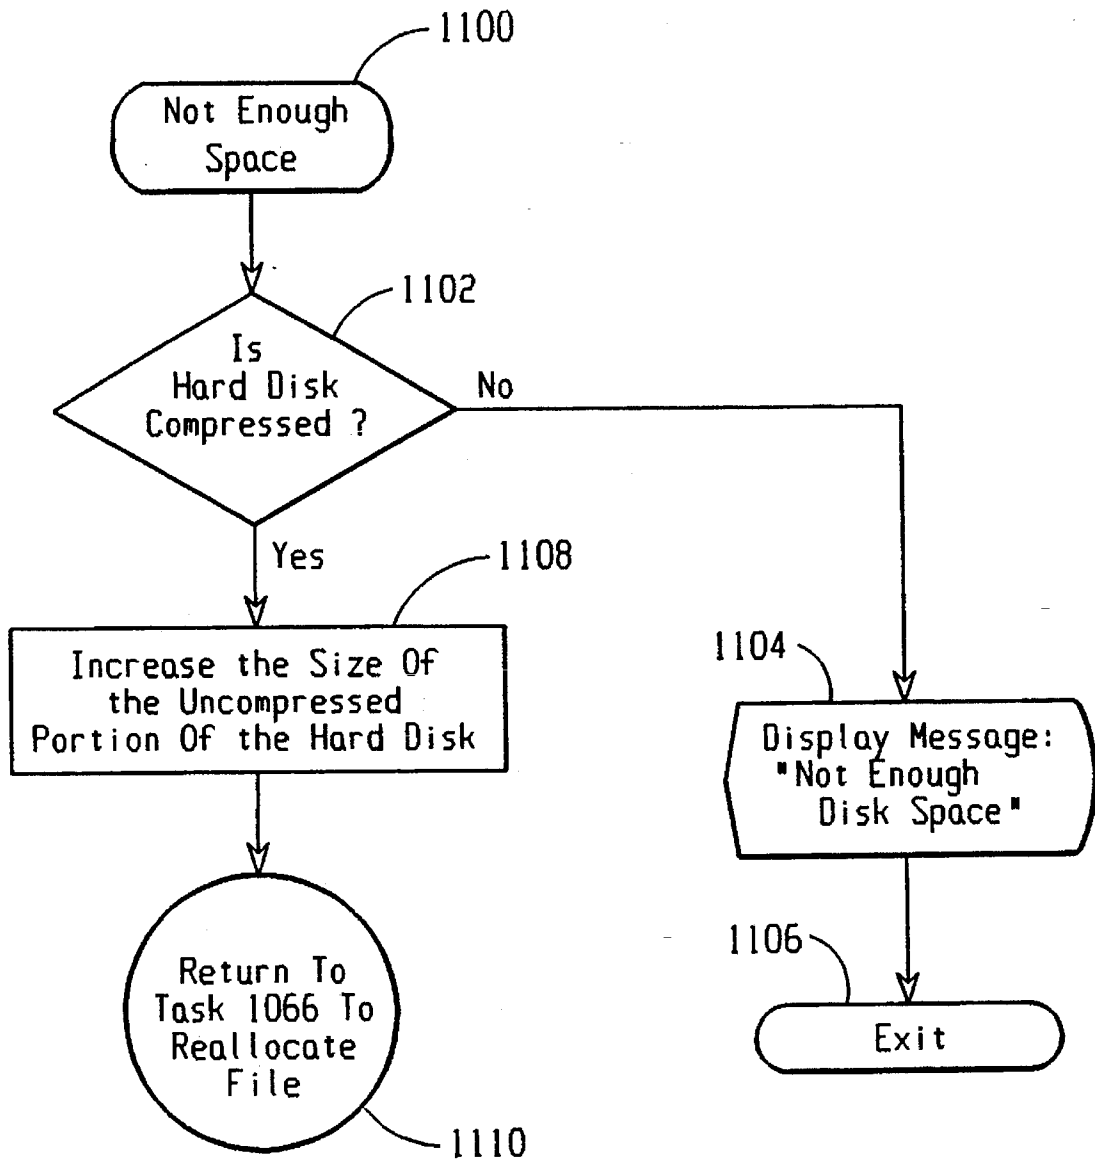 1100
Not Enough
Space
1102
Is
Hard Disk
Compressed ?
No
Yes
1108
Increase the Size Of
the Uncompressed
Portion Of the Hard Disk
1104
Display Message:
"Not Enough
Disk Space"
1106
Exit
Return To
Task 1066 To
Reallocate
File
1110